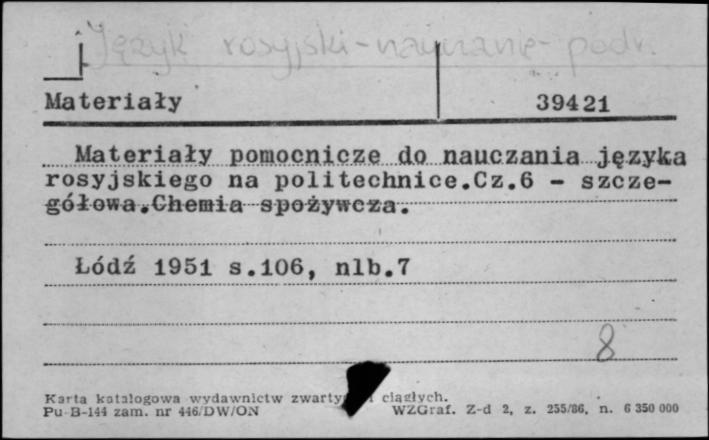 Język rosyjski-nauczanie-podr.
Materiały 39421
Materiały pomocnicze do nauczania języka
rosyjskiego na politechnice.Cz.6 - szcze-
gółowa.Chemia spożywcza.
Łódź 1951 s.106, nlb.7
8
Karta katalogowa wydawnictw ciągłych.
Pu-B-144 zam. nr 446/DW/ON WZGraf. Z-d 2, z. 255/86, n. 6 350 000